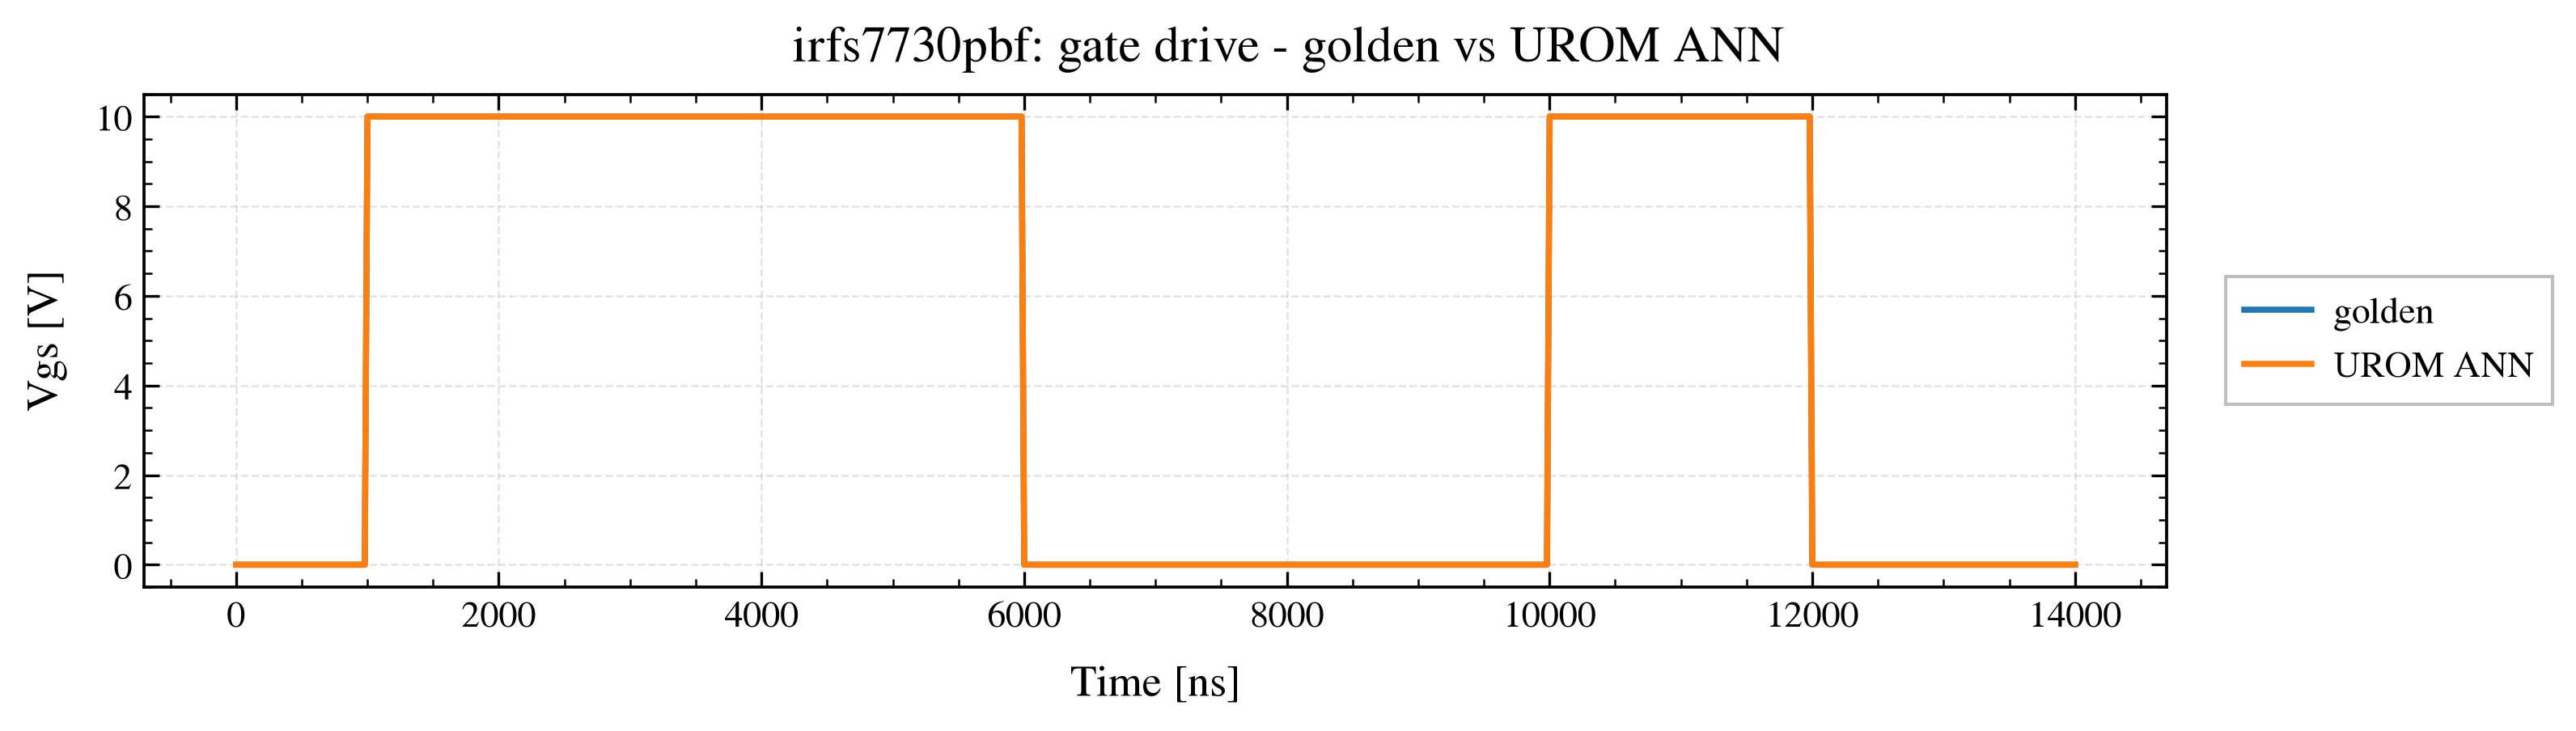 irfs7730pbf: gate drive - golden vs UROM ANN
Vgs [V]
10
8
6
4
2
0
0 2000 4000 6000 8000 10000 12000 14000
Time [ns]
golden
UROM ANN